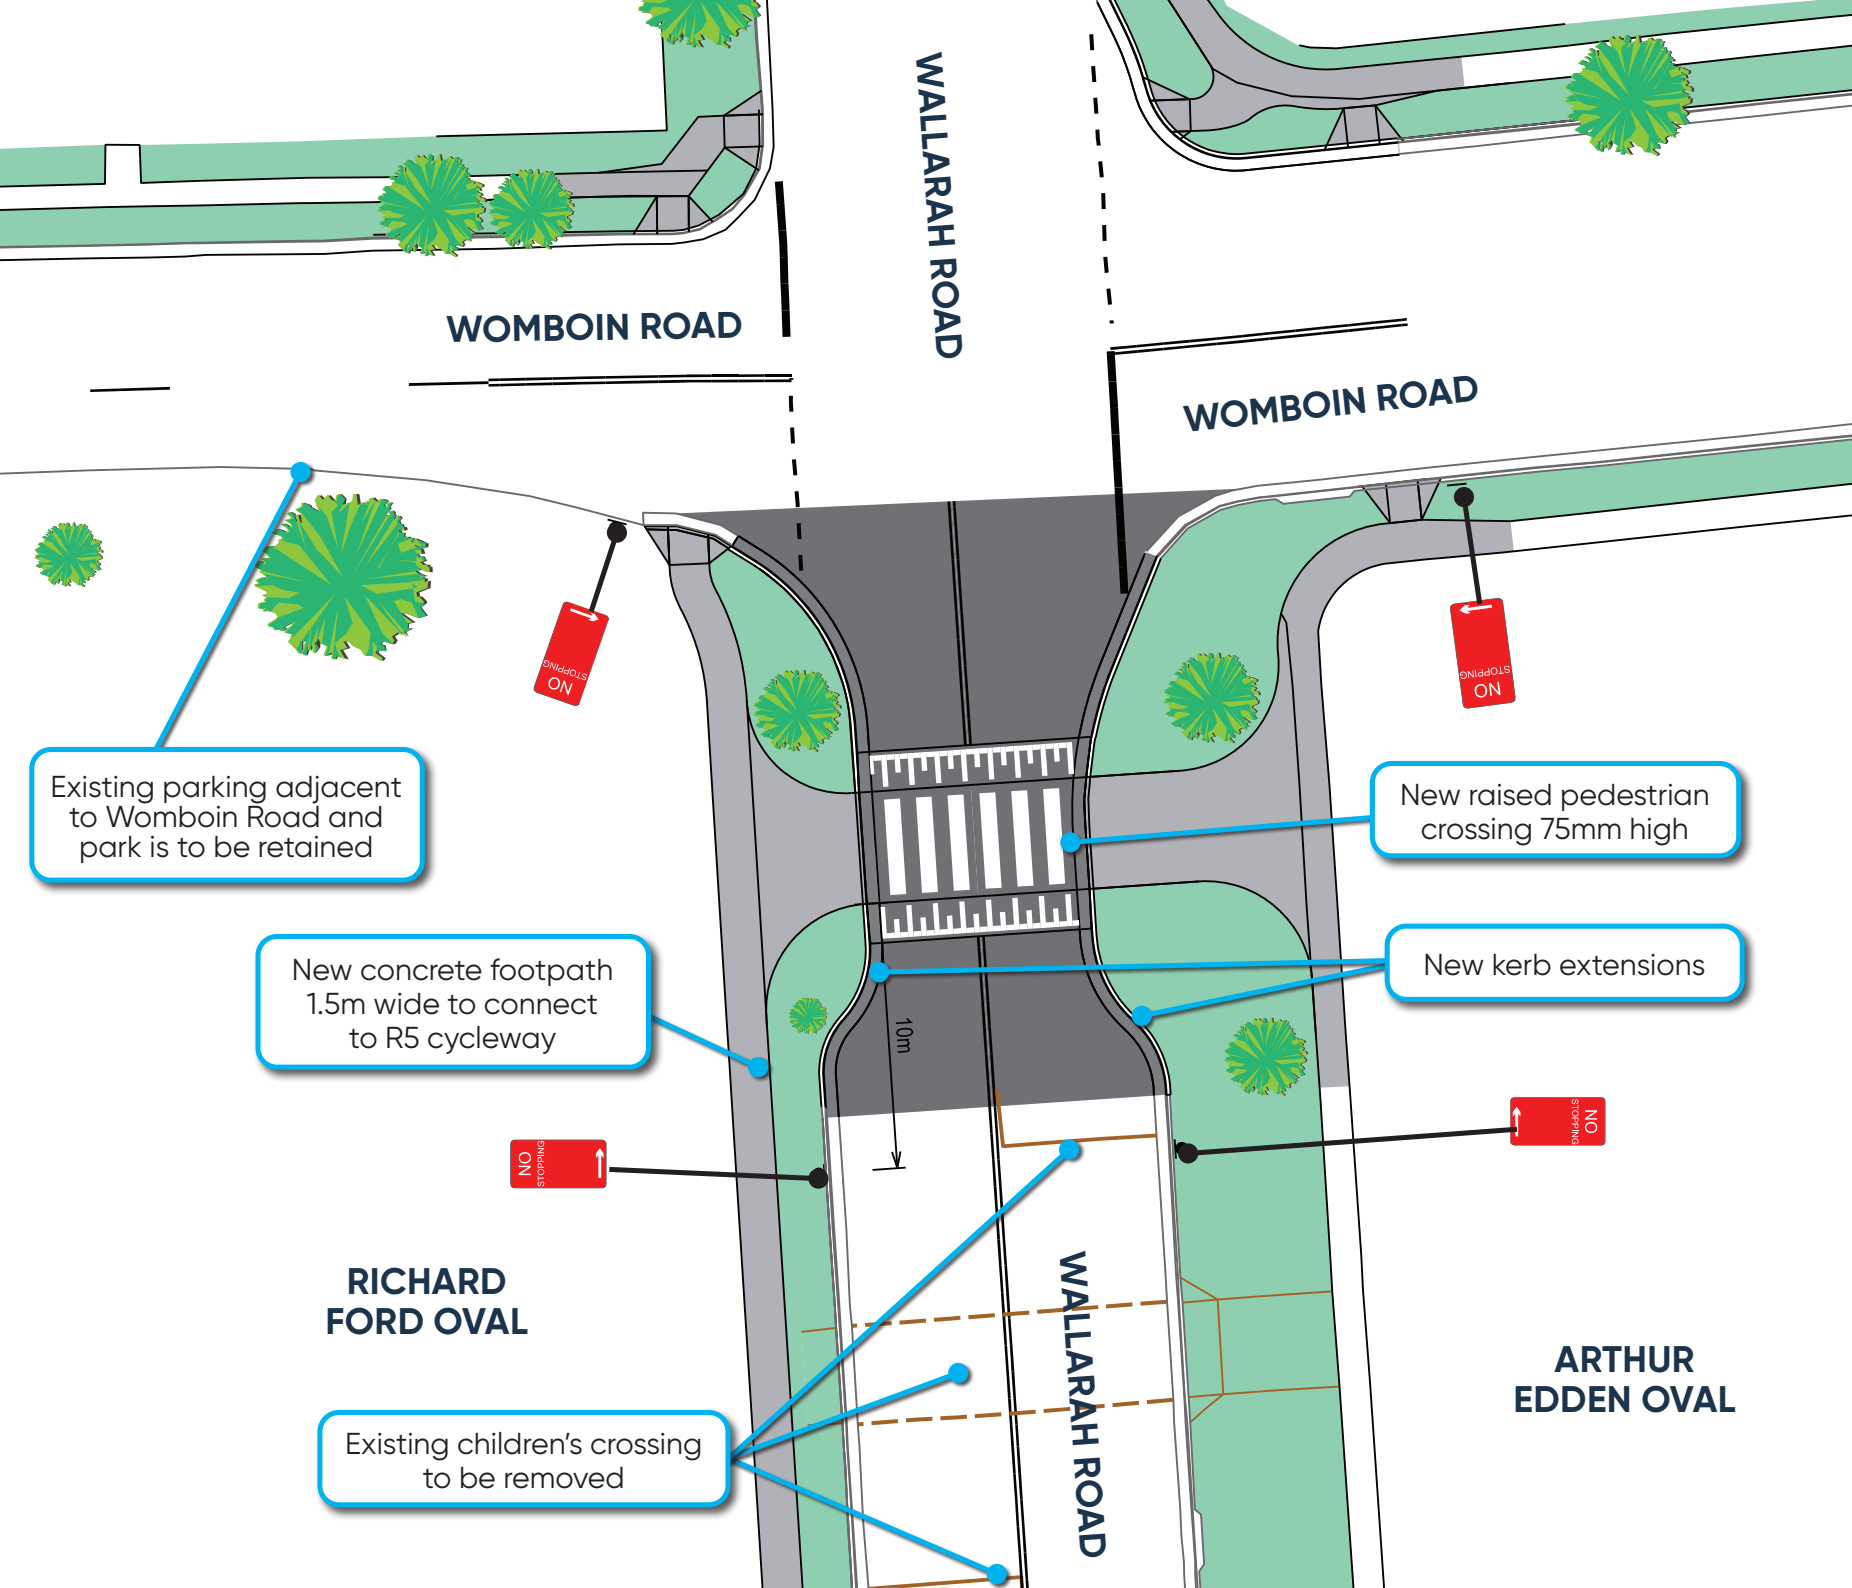 WALLARAH ROAD
WOMBOIN ROAD
WOMBOIN ROAD
NO
STOPPING
NO
STOPPING
Existing parking adjacent
to Womboin Road and
park is to be retained
New raised pedestrian
crossing 75mm high
New concrete footpath
1.5m wide to connect
to R5 cycleway
New kerb extensions
10m
NO
STOPPING
NO
STOPPING
RICHARD
FORD OVAL
WALLARAH ROAD
ARTHUR
EDDEN OVAL
Existing children’s crossing
to be removed